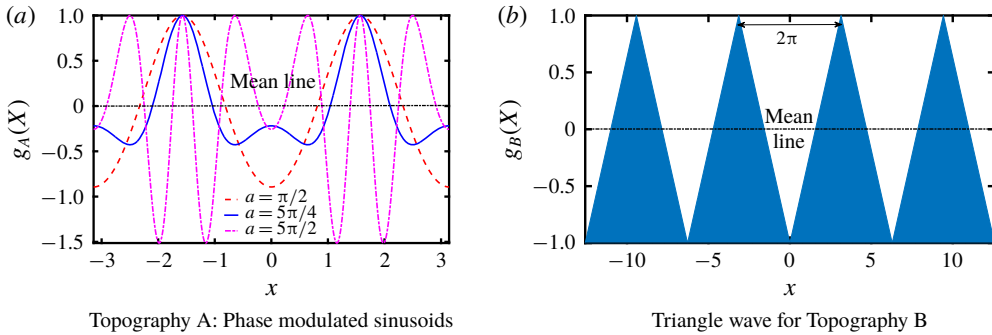 (a)
1.0
0.5
0
−0.5
−1.0
−1.5
g_A(X)
Mean line
a = π/2
a = 5π/4
a = 5π/2
−3 −2 −1 0 1 2 3
x
Topography A: Phase modulated sinusoids
(b)
1.0
0.5
0
−0.5
−1.0
g_B(X)
2π
Mean
line
−10 −5 0 5 10
x
Triangle wave for Topography B